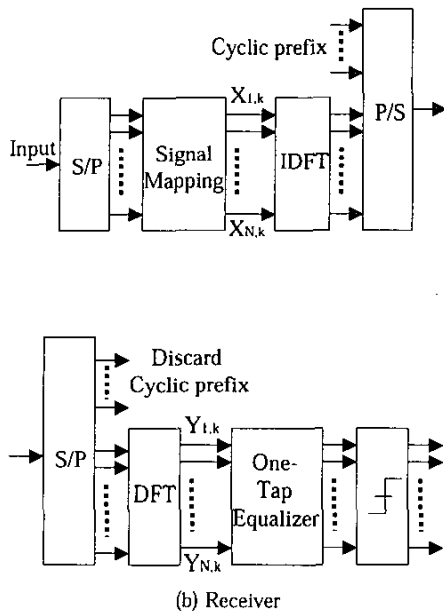 Cyclic prefix
X1,k
P/S
Input
S/P
Signal
Mapping
IDFT
XN,k
Discard
Cyclic prefix
Y1,k
S/P
DFT
One-
Tap
Equalizer
YN,k
(b) Receiver